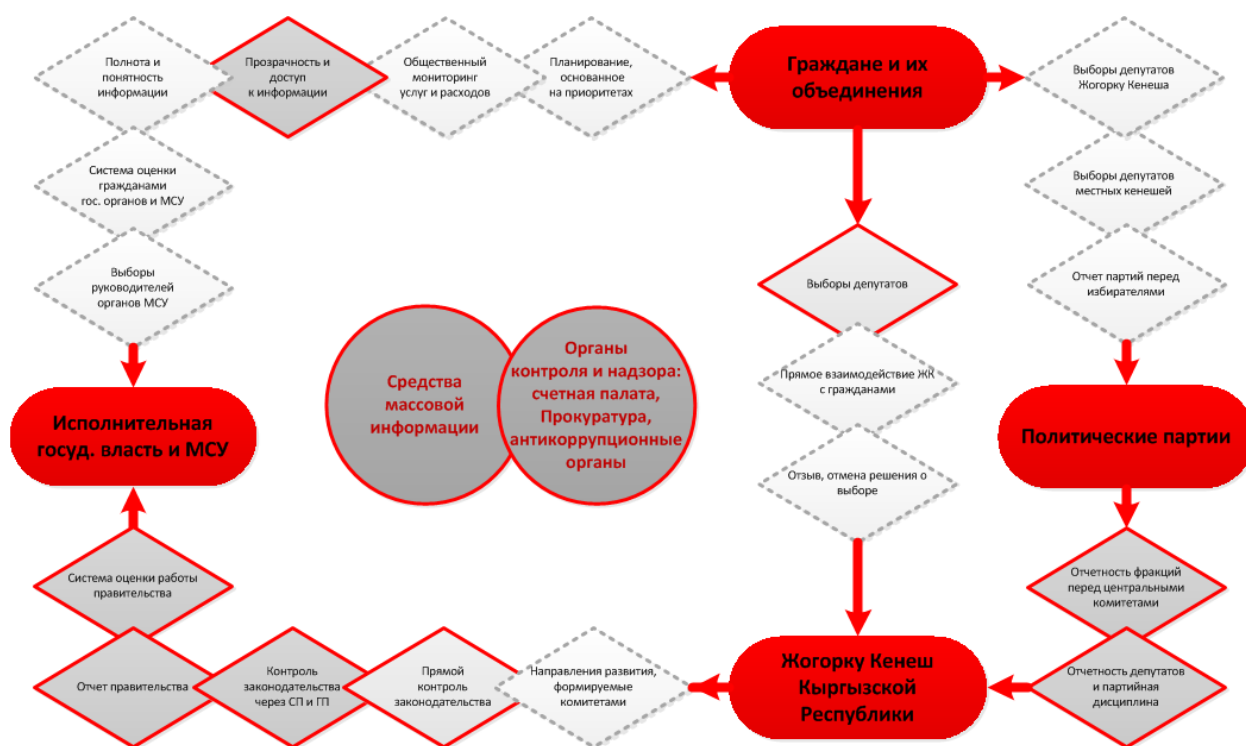 Полнота и
понятность
информации
Прозрачность и
доступ
к информации
Общественный
мониторинг
услуг и расходов
Планирование,
основанное
на приоритетах
Граждане и их
объединения
Выборы депутатов
Жогорку Кенеша
Система оценки
гражданами
гос. органов и МСУ
Выборы депутатов
местных кенешей
Выборы
руководителей
органов МСУ
Выборы депутатов
Отчет партий перед
избирателями
Средства
массовой
информации
Органы
контроля и надзора:
счетная палата,
Прокуратура,
антикоррупционные
органы
Прямое взаимодействие ЖК
с гражданами
Исполнительная
госуд. власть и МСУ
Политические партии
Отзыв, отмена решения о
выборе
Система оценки работы
правительства
Отчетность фракций
перед центральными
комитетами
Отчет правительства
Контроль
законодательства
через СП и ГП
Прямой
контроль
законодательства
Направления развития,
формируемые
комитетами
Жогорку Кенеш
Кыргызской
Республики
Отчетность депутатов
и партийная
дисциплина